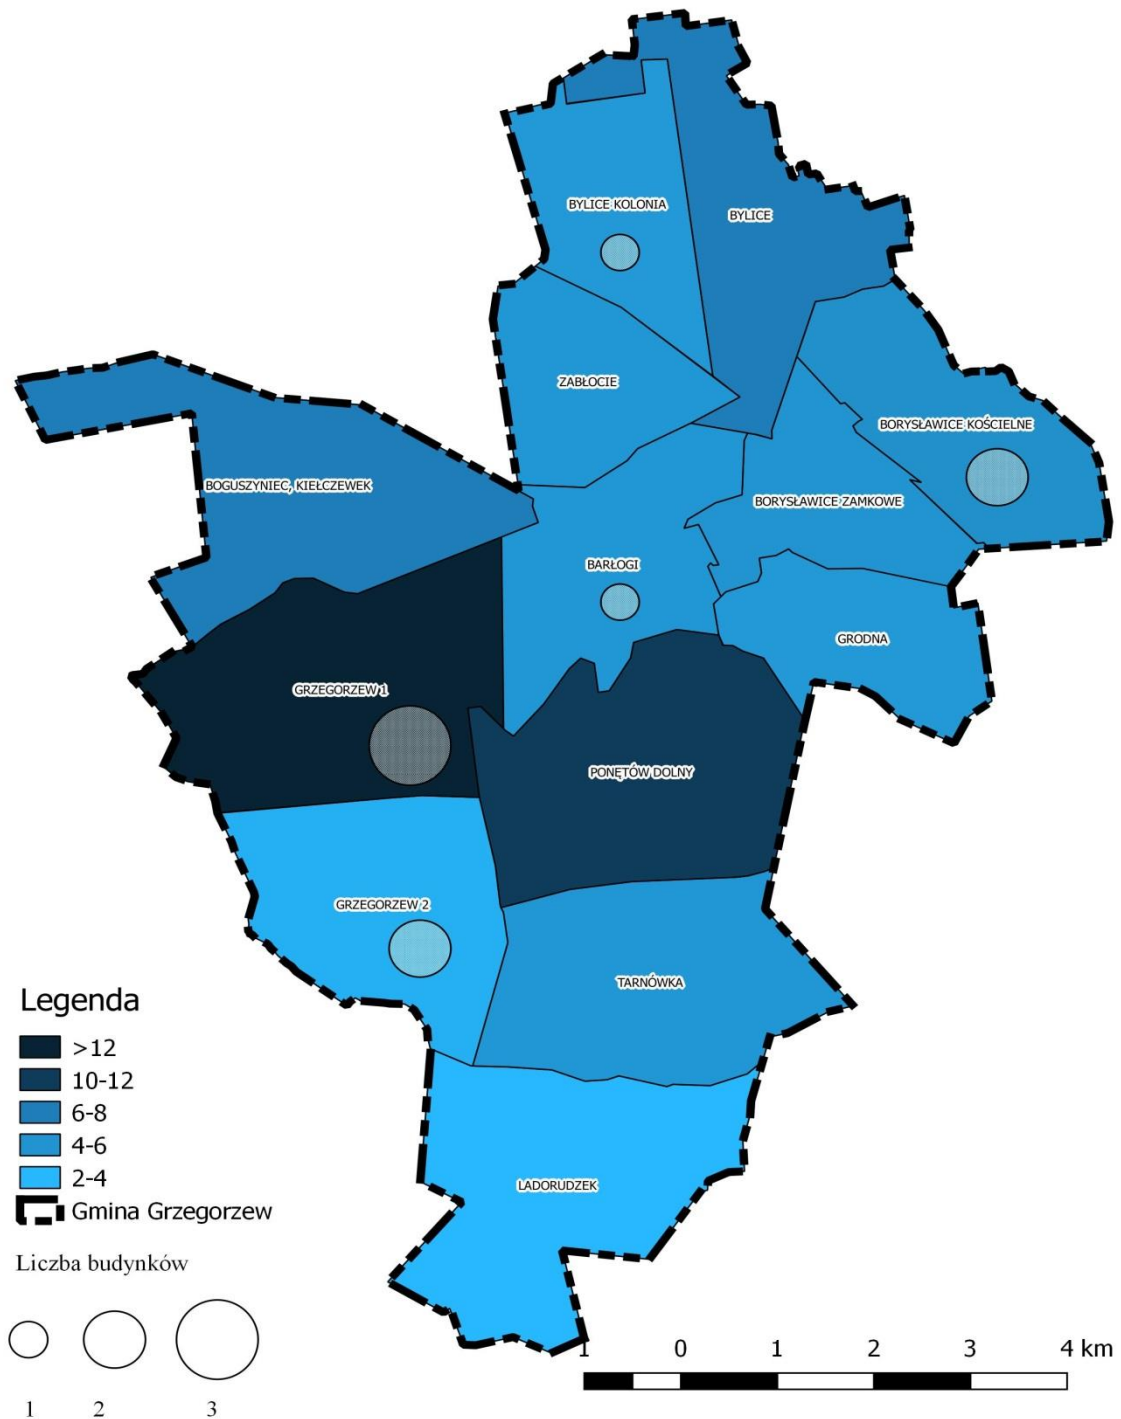 BYLICE KOLONIA
BYLICE
ZABŁOCIE
BORYSŁAWICE KOŚCIELNE
BOGUSZYNIEC, KIEŁCZEWEK
BORYSŁAWICE ZAMKOWE
BARŁOGI
GRODNA
GRZEGORZEW 1
PONĘTÓW DOLNY
GRZEGORZEW 2
TARNÓWKA
LADORUDZEK
Legenda
>12
10-12
6-8
4-6
2-4
Gmina Grzegorzew
Liczba budynków
1 2 3
1 0 1 2 3 4 km